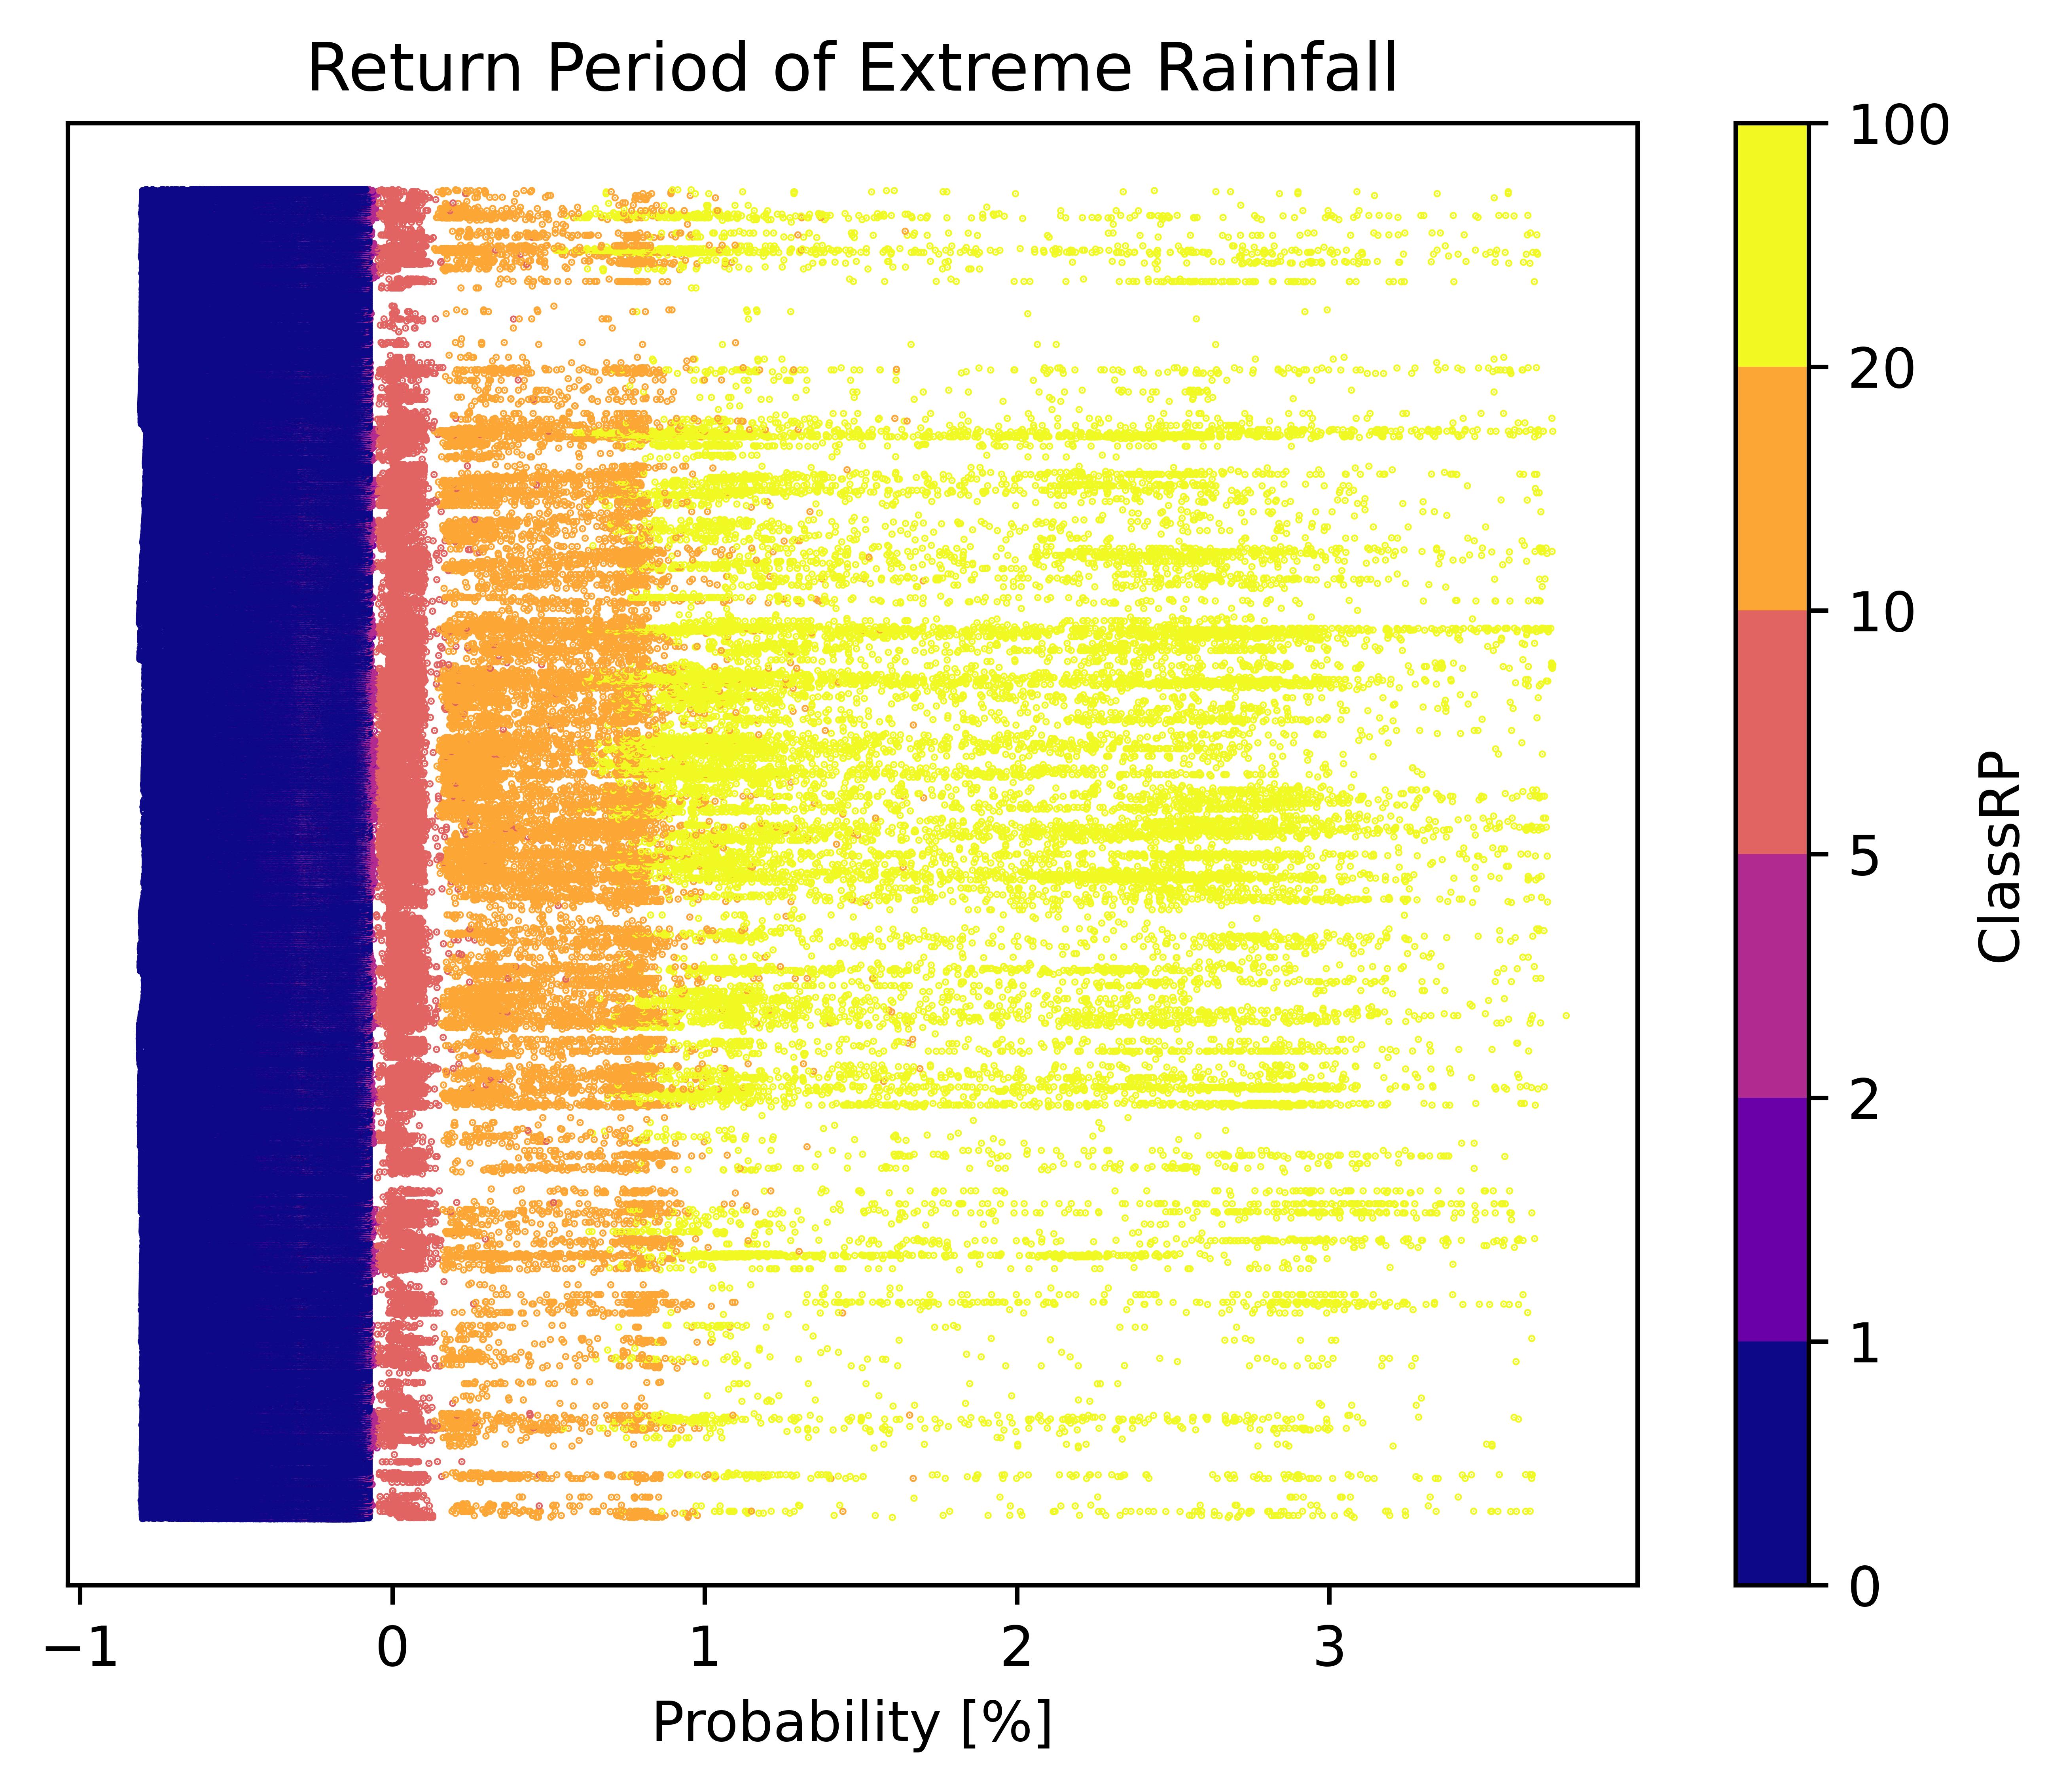 Return Period of Extreme Rainfall
100
20
10
5
2
1
0
ClassRP
−1 0 1 2 3
Probability [%]